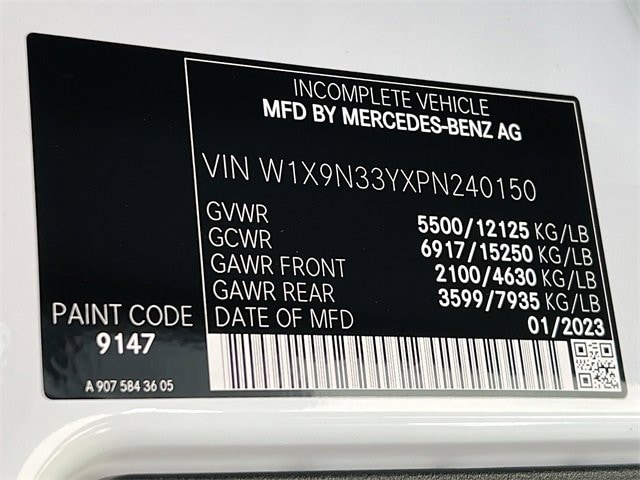 INCOMPLETE VEHICLE
MFD BY MERCEDES-BENZ AG
VIN W1X9N33YXPN240150
GVWR 5500/12125 KG/LB
GCWR 6917/15250 KG/LB
GAWR FRONT 2100/4630 KG/LB
GAWR REAR 3599/7935 KG/LB
DATE OF MFD 01/2023
PAINT CODE
9147
A 907 584 36 05